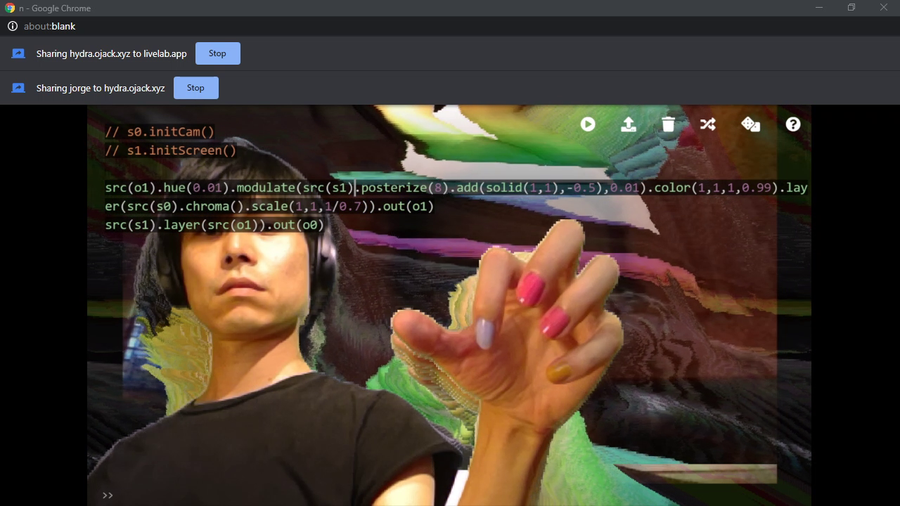 n - Google Chrome
about:blank
Sharing hydra.ojack.xyz to livelab.app Stop
Sharing jorge to hydra.ojack.xyz Stop
// s0.initCam()
// s1.initScreen()
src(o1).hue(0.01).modulate(src(s1).posterize(8).add(solid(1,1),-0.5),0.01).color(1,1,1,0.99).lay
er(src(s0).chroma().scale(1,1,1/0.7)).out(o1)
src(s1).layer(src(o1)).out(o0)
>>